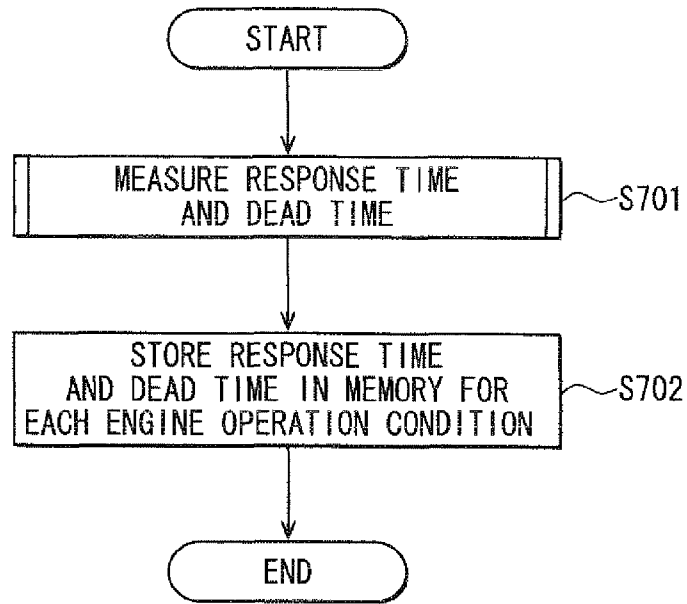 START
MEASURE RESPONSE TIME
AND DEAD TIME
S701
STORE RESPONSE TIME
AND DEAD TIME IN MEMORY FOR
EACH ENGINE OPERATION CONDITION
S702
END